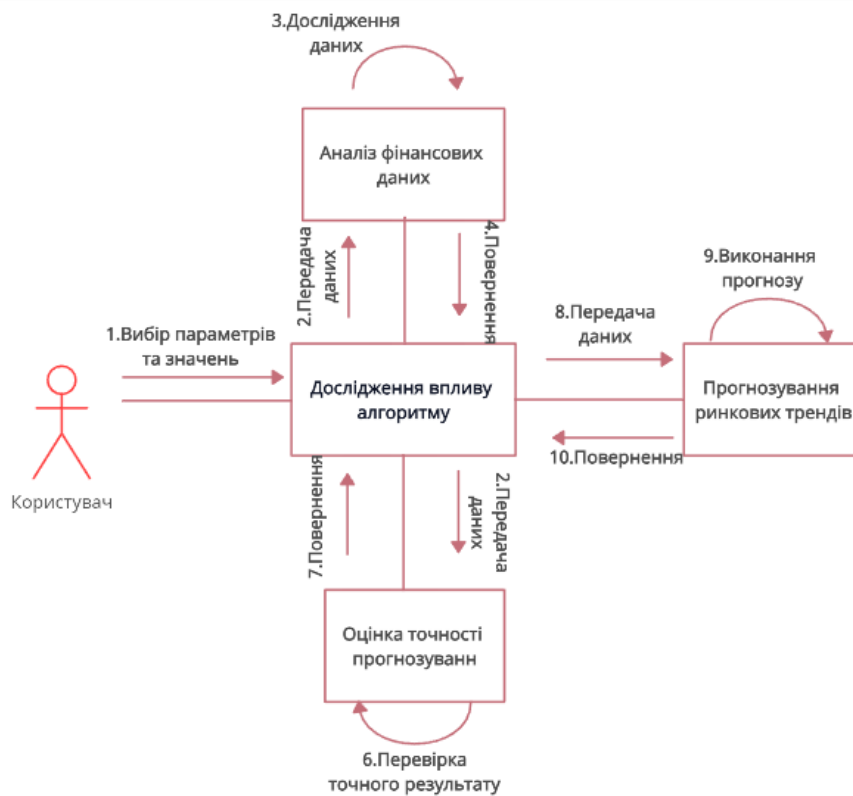 3.Дослідження
даних
Аналіз фінансових
даних
2.Передача
даних
4.Повернення
9.Виконання
прогнозу
1.Вибір параметрів
та значень
8.Передача
даних
Дослідження впливу
алгоритму
Прогнозування
ринкових трендів
10.Повернення
Користувач
7.Повернення
2.Передача
даних
Оцінка точності
прогнозуванн
6.Перевірка
точного результату